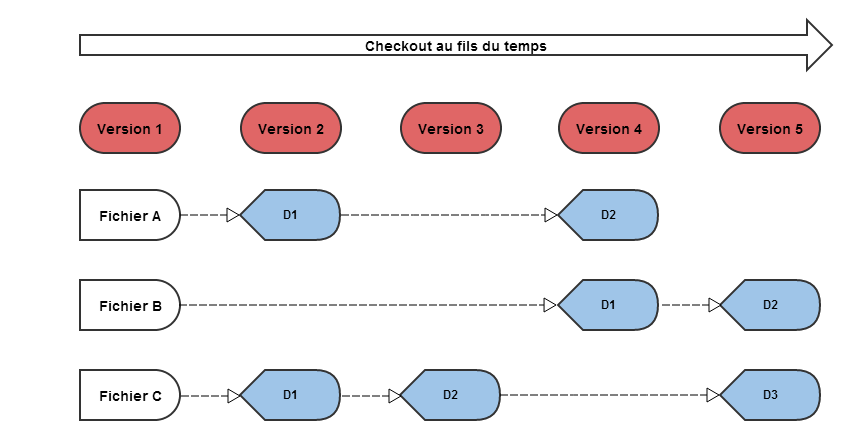 Checkout au fils du temps
Version 1 Version 2 Version 3 Version 4 Version 5
Fichier A D1 D2
Fichier B D1 D2
Fichier C D1 D2 D3